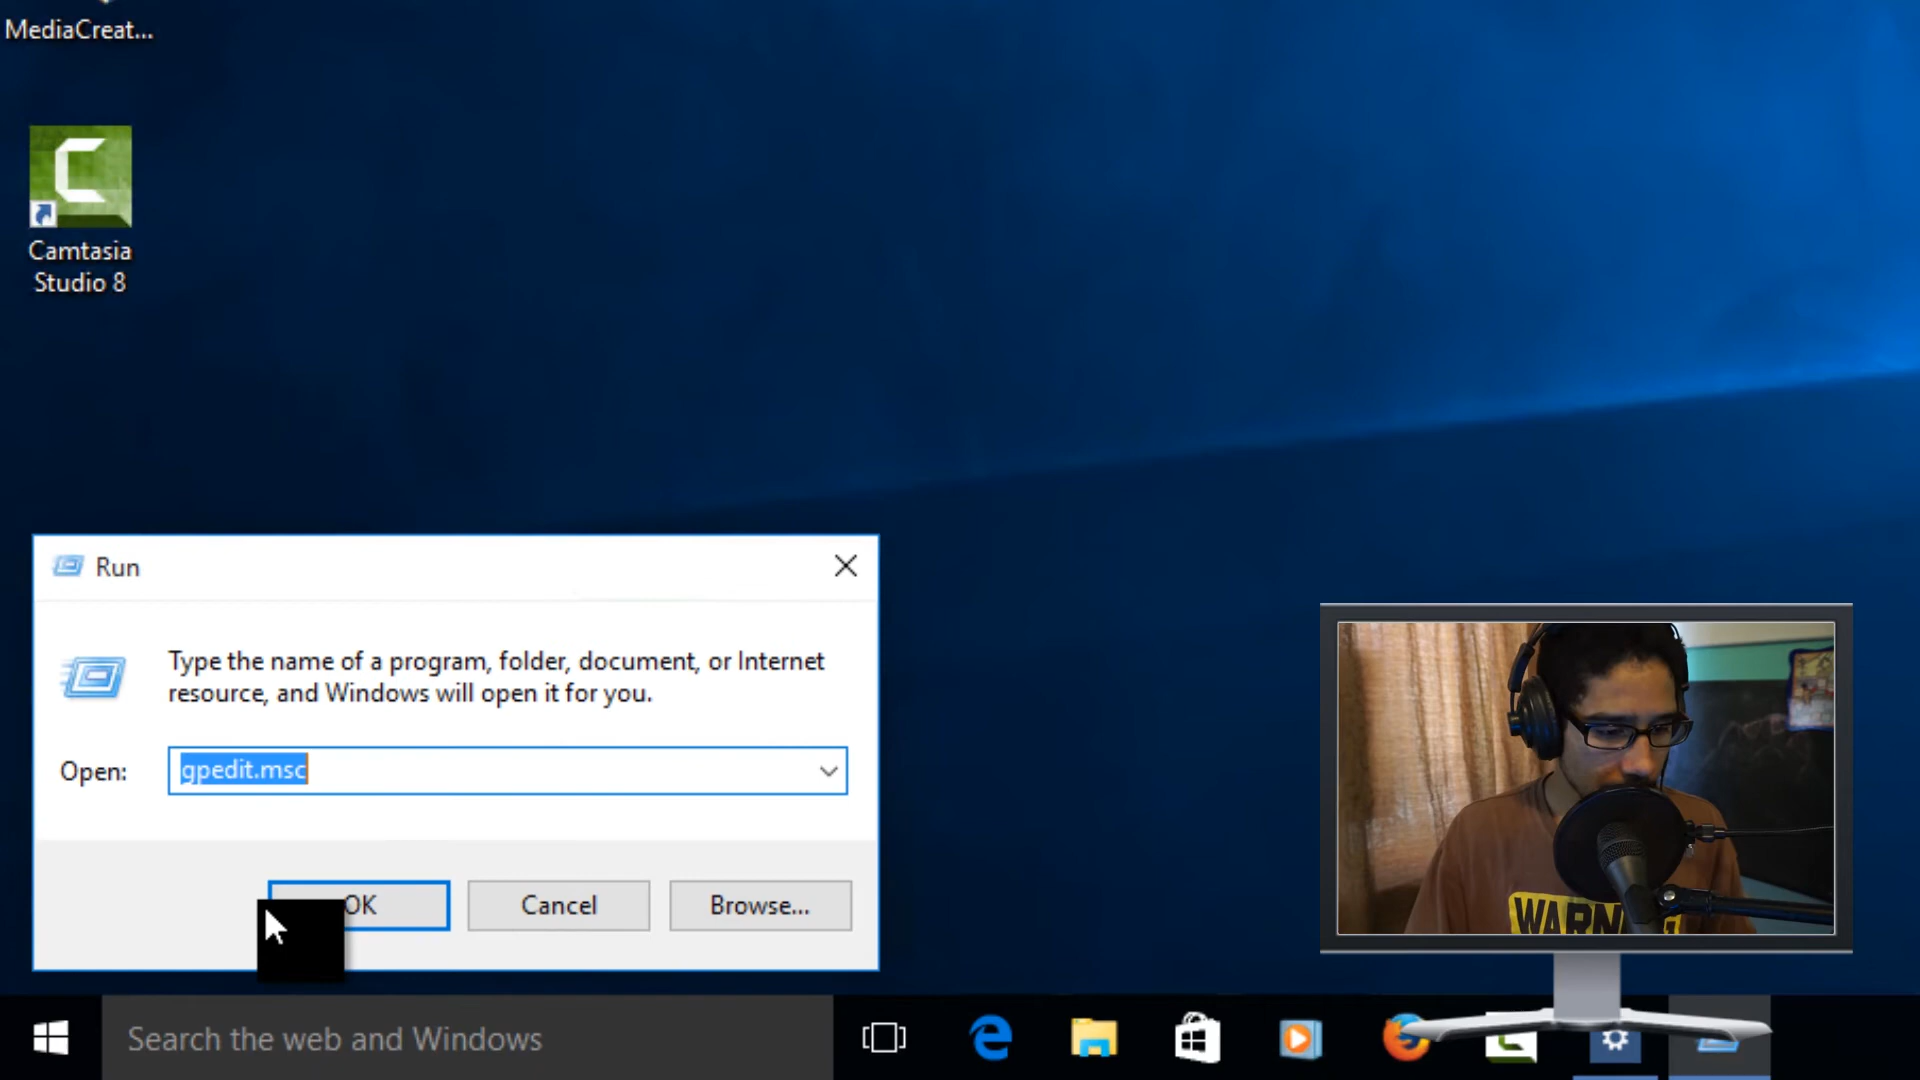 MediaCreat...
Camtasia
Studio 8
Run
Type the name of a program, folder, document, or Internet
resource, and Windows will open it for you.
Open:
gpedit.msc
OK
Cancel
Browse...
Search the web and Windows